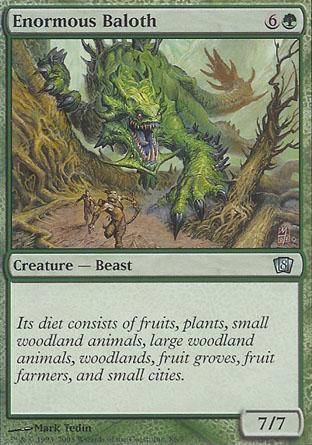 Enormous Baloth 6
Creature — Beast 8
Its diet consists of fruits, plants, small
woodland animals, large woodland
animals, woodlands, fruit groves, fruit
farmers, and small cities.
Mark Tedin
7/7